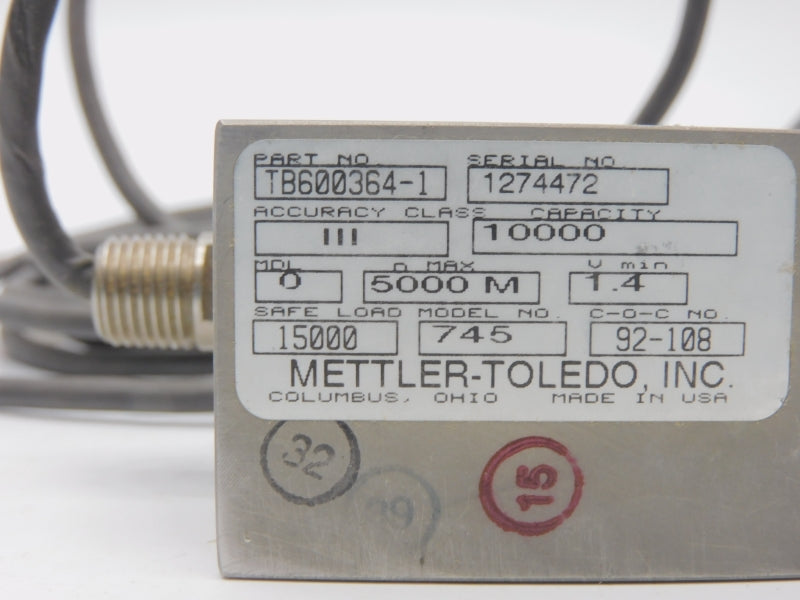 PART NO. SERIAL NO.
TB600364-1 1274472
ACCURACY CLASS CAPACITY
III 10000
MDL n MAX V min
0 5000 M 1.4
SAFE LOAD MODEL NO. C-O-C NO.
15000 745 92-108
METTLER-TOLEDO, INC.
COLUMBUS, OHIO MADE IN USA
32
15